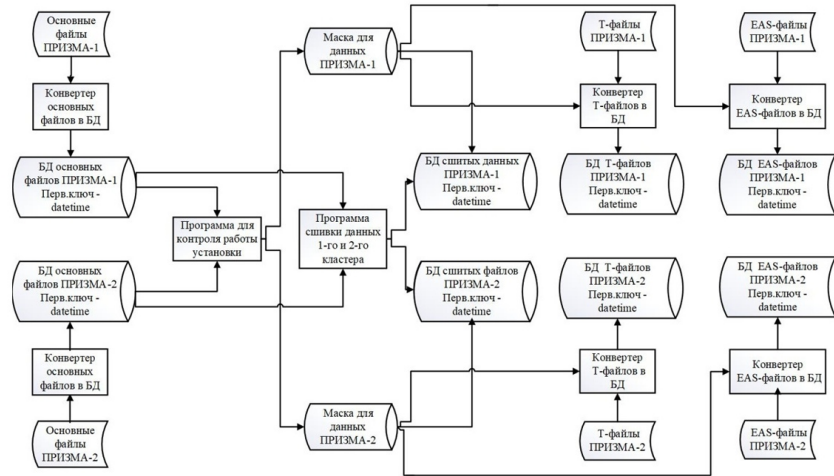 Основные
файлы
ПРИЗМА-1
Конвертер
основных
файлов в БД
БД основных
файлов ПРИЗМА-1
Перв.ключ -
datetime
БД основных
файлов ПРИЗМА-2
Перв.ключ -
datetime
Конвертер
основных
файлов в БД
Основные
файлы
ПРИЗМА-2
Программа для
контроля работы
установки
Маска для
данных
ПРИЗМА-1
Программа
сшивки данных
1-го и 2-го
кластера
Маска для
данных
ПРИЗМА-2
БД сшитых данных
ПРИЗМА-1
Перв.ключ -
datetime
БД сшитых файлов
ПРИЗМА-2
Перв.ключ -
datetime
Т-файлы
ПРИЗМА-1
Конвертер
Т-файлов в
БД
БД Т-файлов
ПРИЗМА-1
Перв.ключ -
datetime
БД Т-файлов
ПРИЗМА-2
Перв.ключ -
datetime
Конвертер
Т-файлов в
БД
Т-файлы
ПРИЗМА-2
EAS-файлы
ПРИЗМА-1
Конвертер
EAS-файлов в БД
БД EAS-файлов
ПРИЗМА-1
Перв.ключ -
datetime
БД EAS-файлов
ПРИЗМА-2
Перв.ключ -
datetime
Конвертер
EAS-файлов в БД
EAS-файлы
ПРИЗМА-2